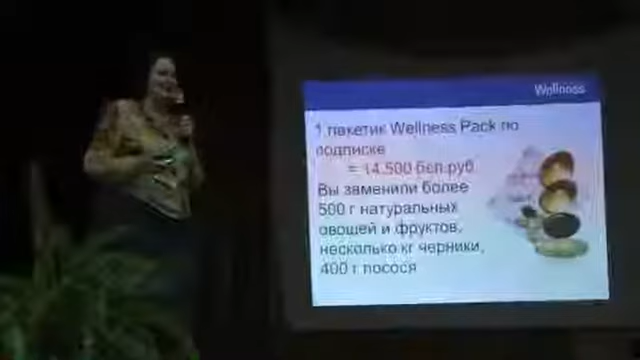 Wellness
1 пакетик Wellness Pack по
подписке
= 14.500 бел.руб
Вы заменили более
500 г натуральных
овощей и фруктов,
несколько кг черники,
400 г лосося